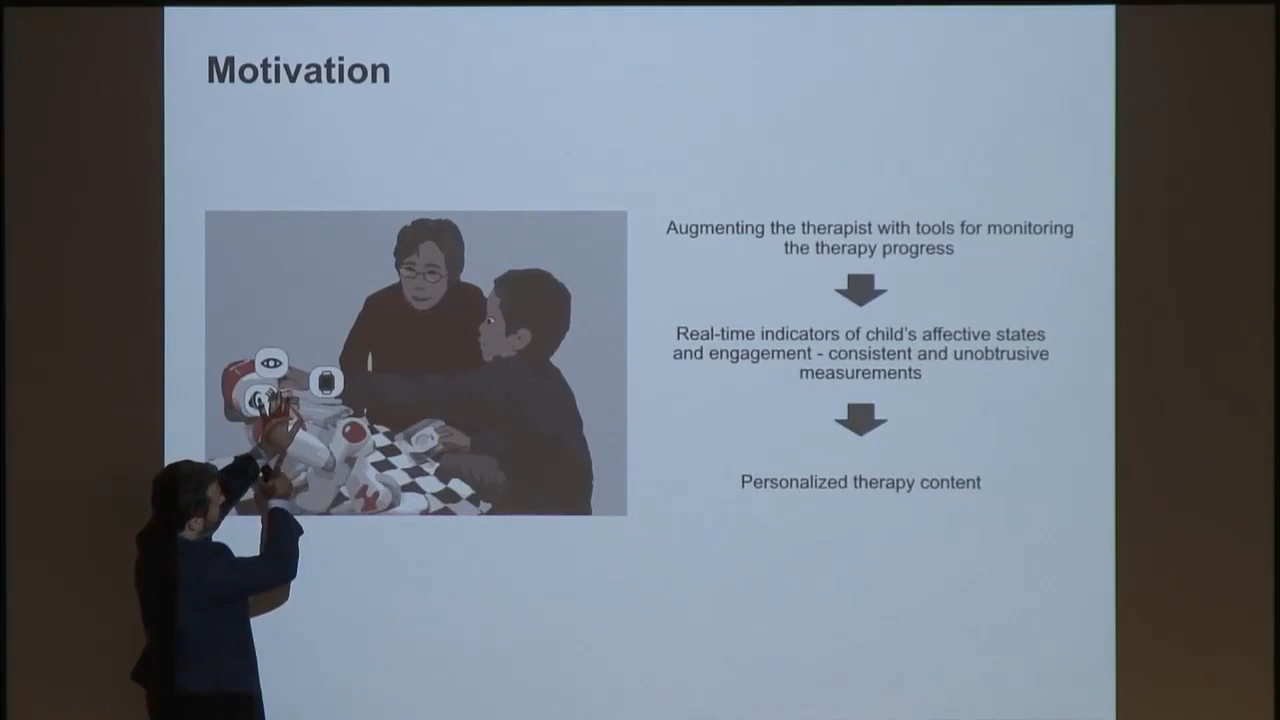 Motivation
Augmenting the therapist with tools for monitoring
the therapy progress
Real-time indicators of child's affective states
and engagement - consistent and unobtrusive
measurements
Personalized therapy content